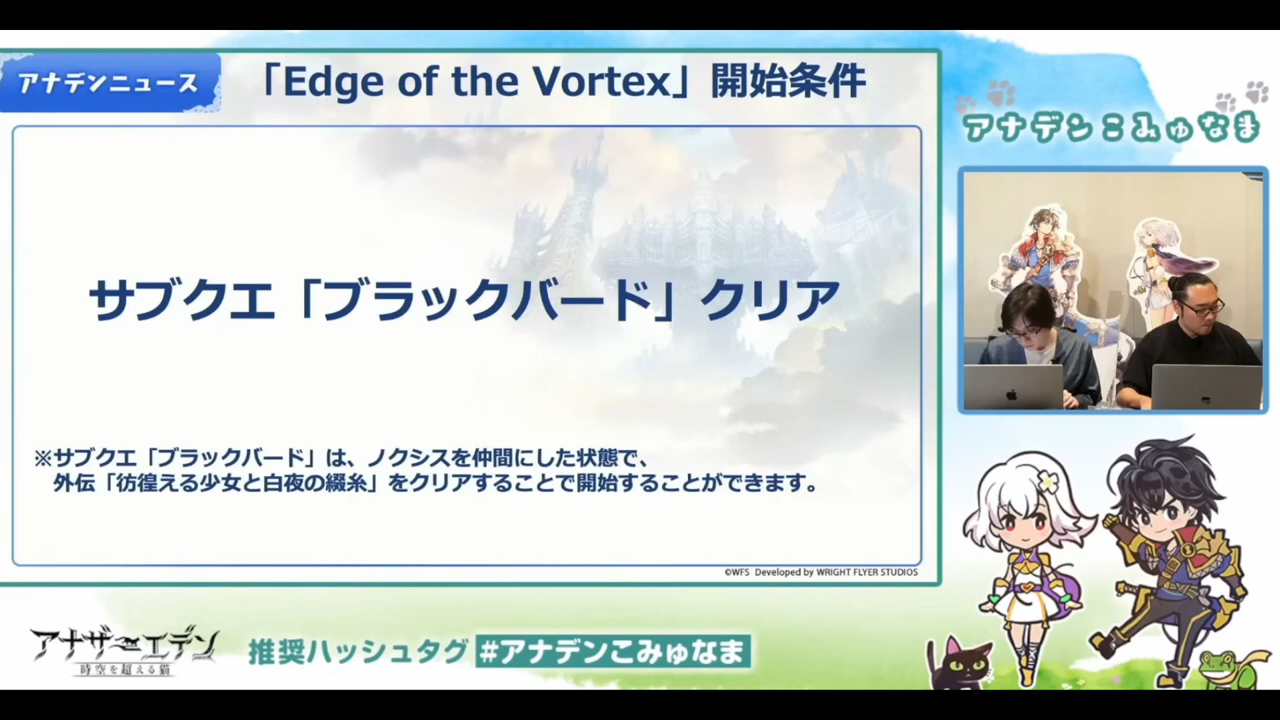 アナデンニュース
「Edge of the Vortex」開始条件
アナデンこみゅなま
サブクエ「ブラックバード」クリア
※サブクエ「ブラックバード」は、ノクシスを仲間にした状態で、
外伝「彷徨える少女と白夜の綴糸」をクリアすることで開始することができます。
©WFS Developed by WRIGHT FLYER STUDIOS
アナザーエデン
時空を超える猫
推奨ハッシュタグ #アナデンこみゅなま